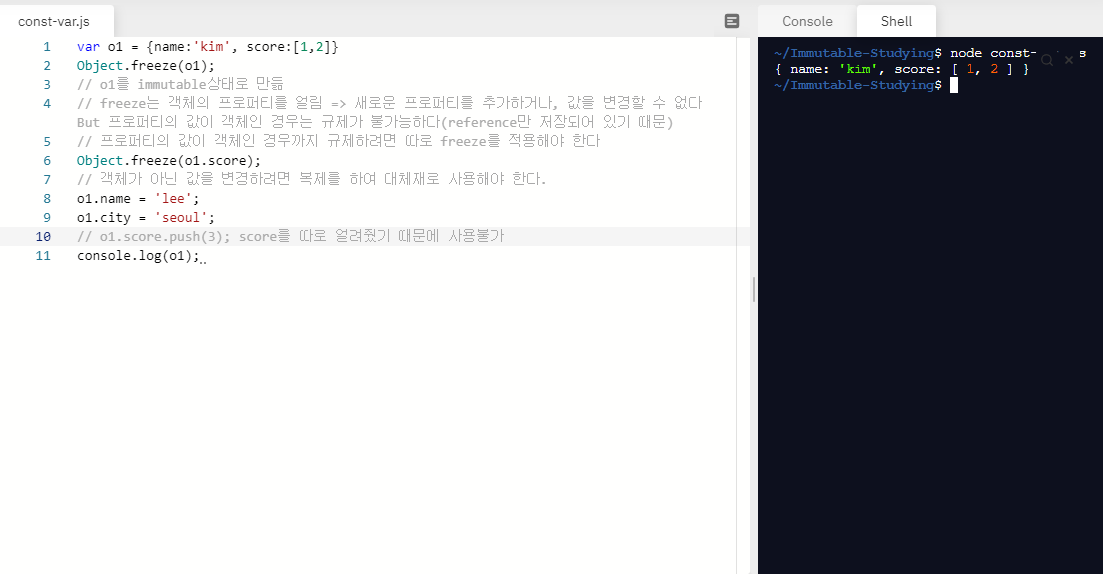 const-var.js
1 var o1 = {name:'kim', score:[1,2]}
2 Object.freeze(o1);
3 // o1를 immutable상태로 만듦
4 // freeze는 객체의 프로퍼티를 얼림 => 새로운 프로퍼티를 추가하거나, 값을 변경할 수 없다
But 프로퍼티의 값이 객체인 경우는 규제가 불가능하다(reference만 저장되어 있기 때문)
5 // 프로퍼티의 값이 객체인 경우까지 규제하려면 따로 freeze를 적용해야 한다
6 Object.freeze(o1.score);
7 // 객체가 아닌 값을 변경하려면 복제를 하여 대체재로 사용해야 한다.
8 o1.name = 'lee';
9 o1.city = 'seoul';
10 // o1.score.push(3); score를 따로 얼려줬기 때문에 사용불가
11 console.log(o1);
Console
Shell
~/Immutable-Studying$ node const-
{ name: 'kim', score: [ 1, 2 ] }
~/Immutable-Studying$